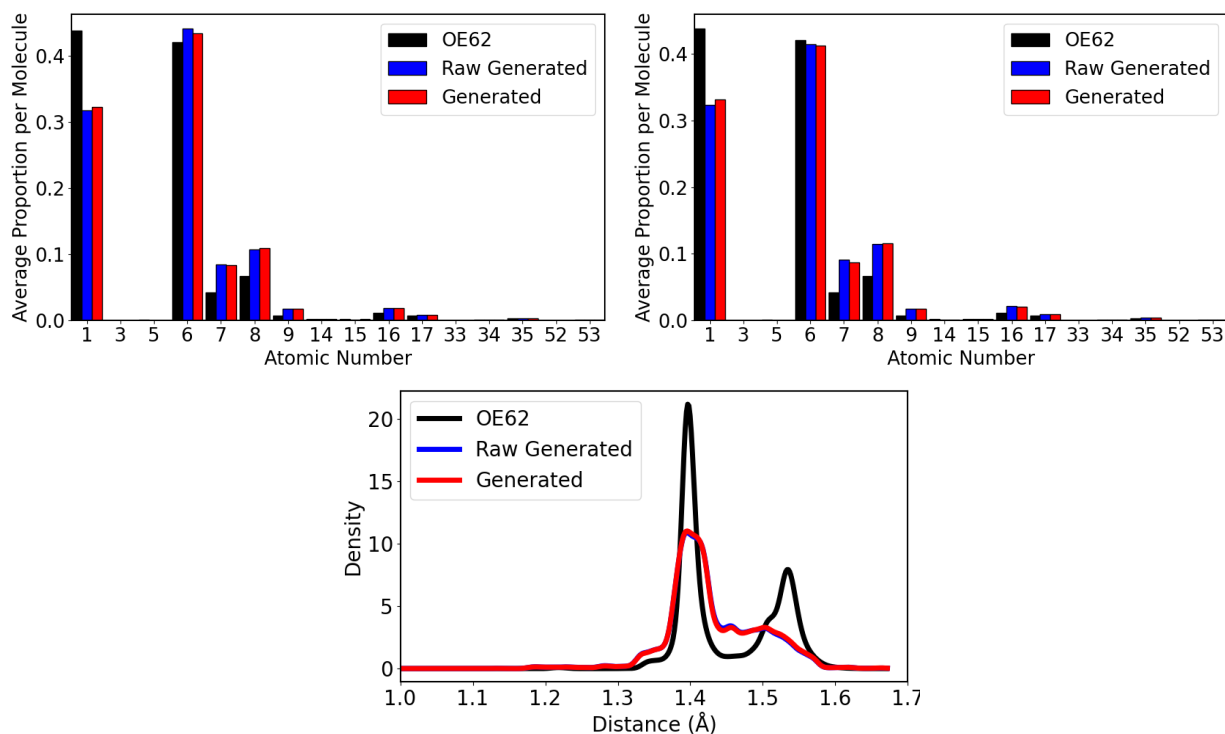 Average Proportion per Molecule
0.4
0.3
0.2
0.1
0.0
OE62
Raw Generated
Generated
1 3 5 6 7 8 9 14 15 16 17 33 34 35 52 53
Atomic Number
Average Proportion per Molecule
0.4
0.3
0.2
0.1
0.0
OE62
Raw Generated
Generated
1 3 5 6 7 8 9 14 15 16 17 33 34 35 52 53
Atomic Number
Density
20
15
10
5
0
OE62
Raw Generated
Generated
1.0 1.1 1.2 1.3 1.4 1.5 1.6 1.7
Distance (Å)